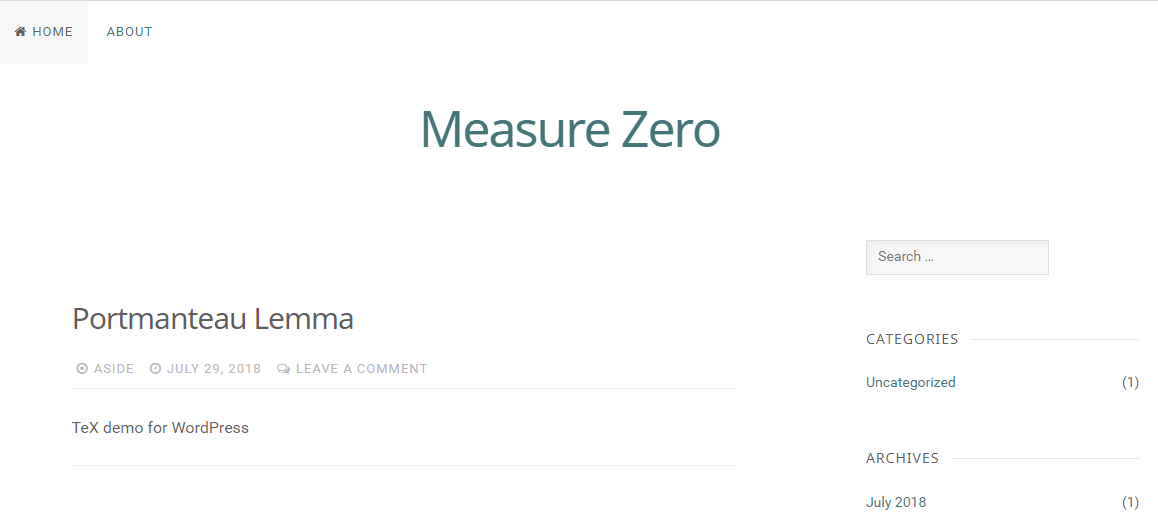 HOME ABOUT
Measure Zero
Search ...
Portmanteau Lemma
ASIDE JULY 29, 2018 LEAVE A COMMENT
TeX demo for WordPress
CATEGORIES
Uncategorized (1)
ARCHIVES
July 2018 (1)